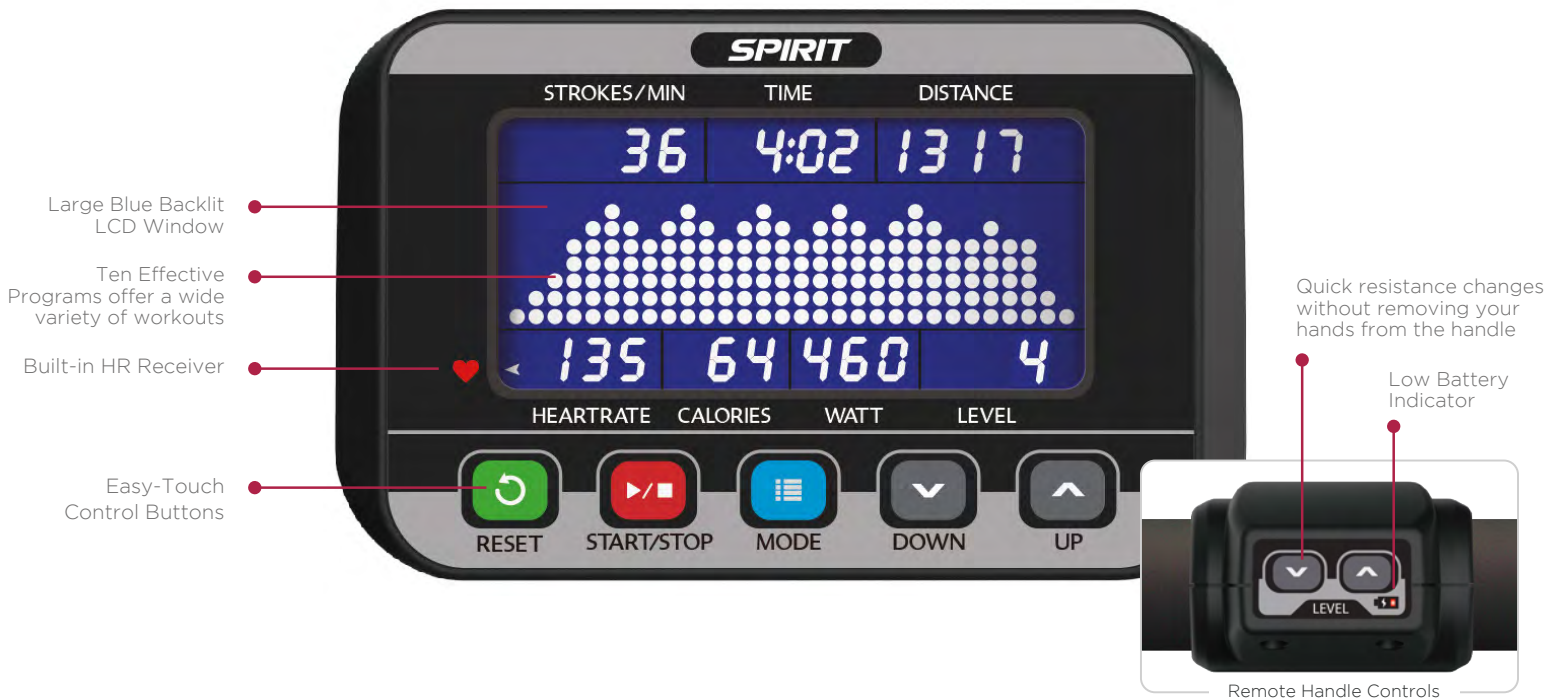 SPIRIT
STROKES/MIN TIME DISTANCE
36 4:02 1317
Large Blue Backlit
LCD Window
Ten Effective
Programs offer a wide
variety of workouts
Built-in HR Receiver
135 64 460 4
HEARTRATE CALORIES WATT LEVEL
Easy-Touch
Control Buttons
RESET START/STOP MODE DOWN UP
Quick resistance changes
without removing your
hands from the handle
Low Battery
Indicator
LEVEL
Remote Handle Controls